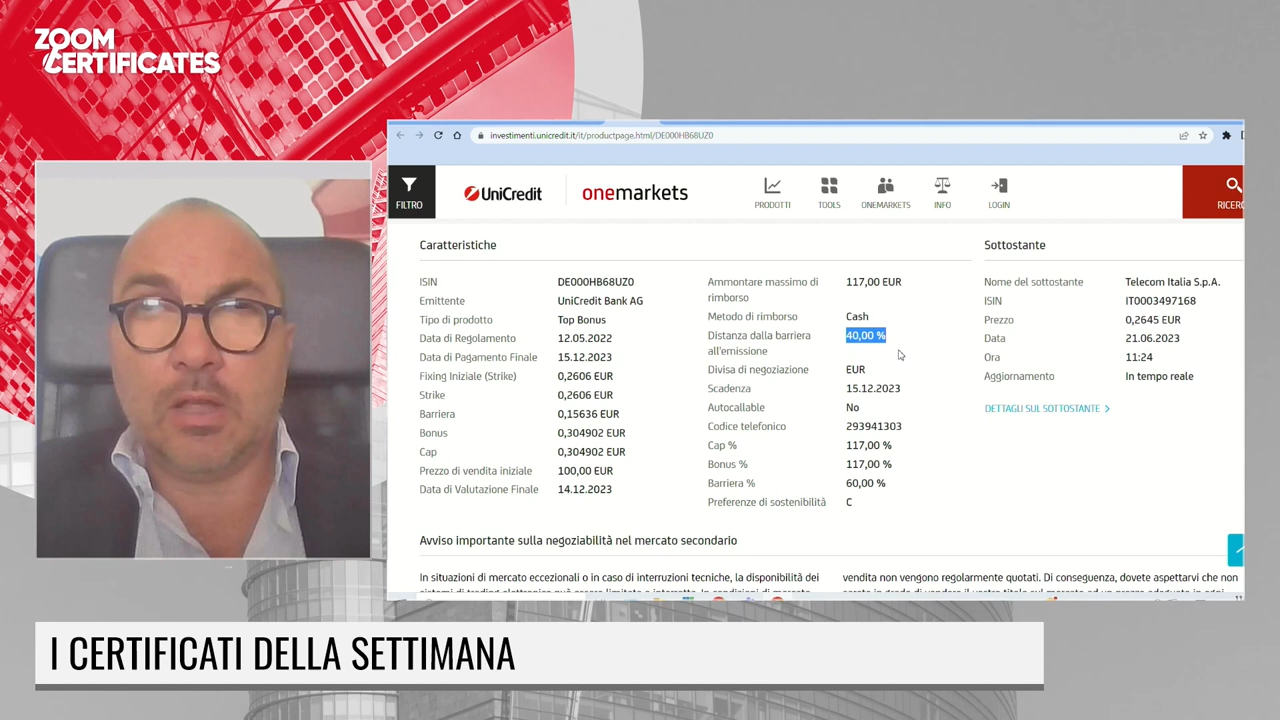 ZOOM
CERTIFICATES
investimenti.unicredit.it/it/productpage.html/DE000HB68UZ0
FILTRO
UniCredit
onemarkets
PRODOTTI
TOOLS
ONEMARKETS
INFO
LOGIN
RICERC
Caratteristiche
ISIN DE000HB68UZ0
Emittente UniCredit Bank AG
Tipo di prodotto Top Bonus
Data di Regolamento 12.05.2022
Data di Pagamento Finale 15.12.2023
Fixing Iniziale (Strike) 0,2606 EUR
Strike 0,2606 EUR
Barriera 0,15636 EUR
Bonus 0,304902 EUR
Cap 0,304902 EUR
Prezzo di vendita iniziale 100,00 EUR
Data di Valutazione Finale 14.12.2023
Ammontare massimo di 117,00 EUR
rimborso
Metodo di rimborso Cash
Distanza dalla barriera 40,00 %
all'emissione
Divisa di negoziazione EUR
Scadenza 15.12.2023
Autocallable No
Codice telefonico 293941303
Cap % 117,00 %
Bonus % 117,00 %
Barriera % 60,00 %
Preferenze di sostenibilità C
Sottostante
Nome del sottostante Telecom Italia S.p.A.
ISIN IT0003497168
Prezzo 0,2645 EUR
Data 21.06.2023
Ora 11:24
Aggiornamento In tempo reale
DETTAGLI SUL SOTTOSTANTE
Avviso importante sulla negoziabilità nel mercato secondario
In situazioni di mercato eccezionali o in caso di interruzioni tecniche, la disponibilità dei
vendita non vengono regolarmente quotati. Di conseguenza, dovete aspettarvi che non
I CERTIFICATI DELLA SETTIMANA